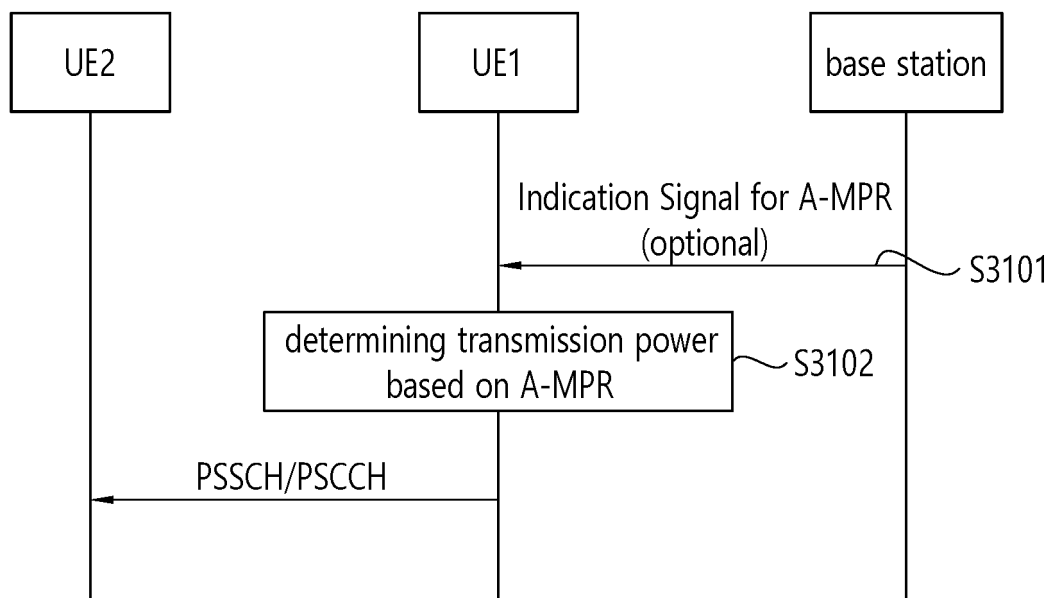 UE2
UE1
base station
Indication Signal for A-MPR
(optional)
S3101
determining transmission power
based on A-MPR
S3102
PSSCH/PSCCH